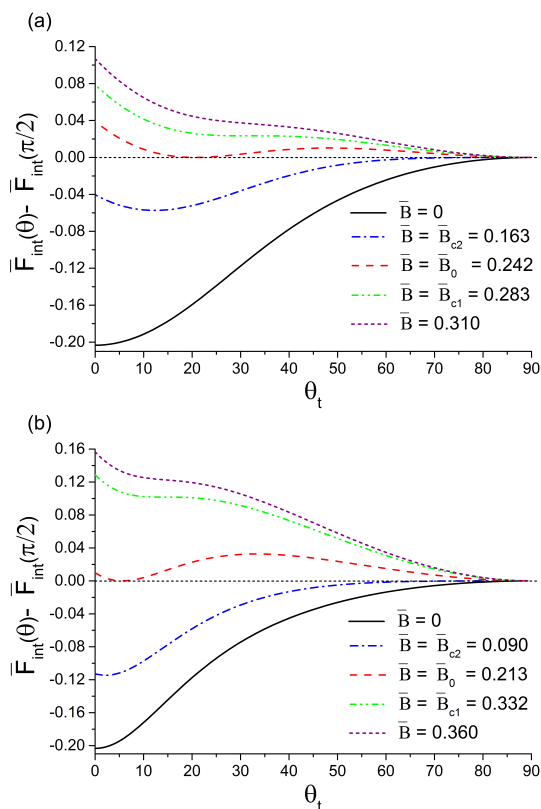 (a)
0.12
0.08
0.04
0.00
-0.04
-0.08
-0.12
-0.16
-0.20
F̅int(θ)- F̅int(π/2)
B̅ = 0
B̅ = B̅c2 = 0.163
B̅ = B̅0 = 0.242
B̅ = B̅c1 = 0.283
B̅ = 0.310
0 10 20 30 40 50 60 70 80 90
θt
(b)
0.16
0.12
0.08
0.04
0.00
-0.04
-0.08
-0.12
-0.16
-0.20
F̅int(θ)- F̅int(π/2)
B̅ = 0
B̅ = B̅c2 = 0.090
B̅ = B̅0 = 0.213
B̅ = B̅c1 = 0.332
B̅ = 0.360
0 10 20 30 40 50 60 70 80 90
θt